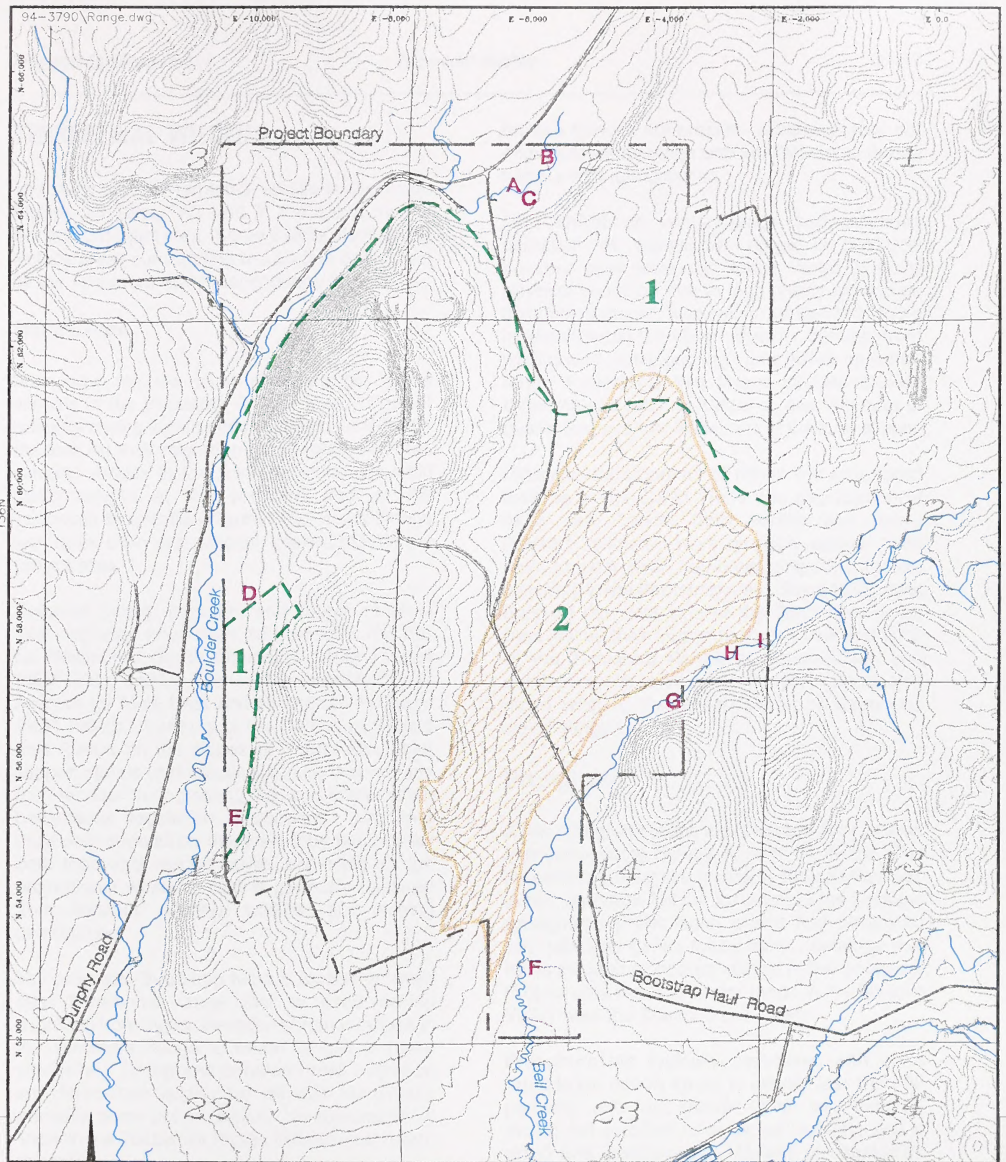 94-3790\Range.dwg
E -10,000
E -8,000
E -6,000
E -4,000
E -2,000
E 0.0
N 66,000
N 64,000
N 62,000
N 60,000
N 58,000
N 56,000
N 54,000
N 52,000
T36N
Project Boundary
3
2
1
B
A
C
1
11
12
D
2
1
Boulder Creek
I
H
G
E
15
14
13
F
Dunphy Road
Bootstrap Haul Road
Bell Creek
22
23
24